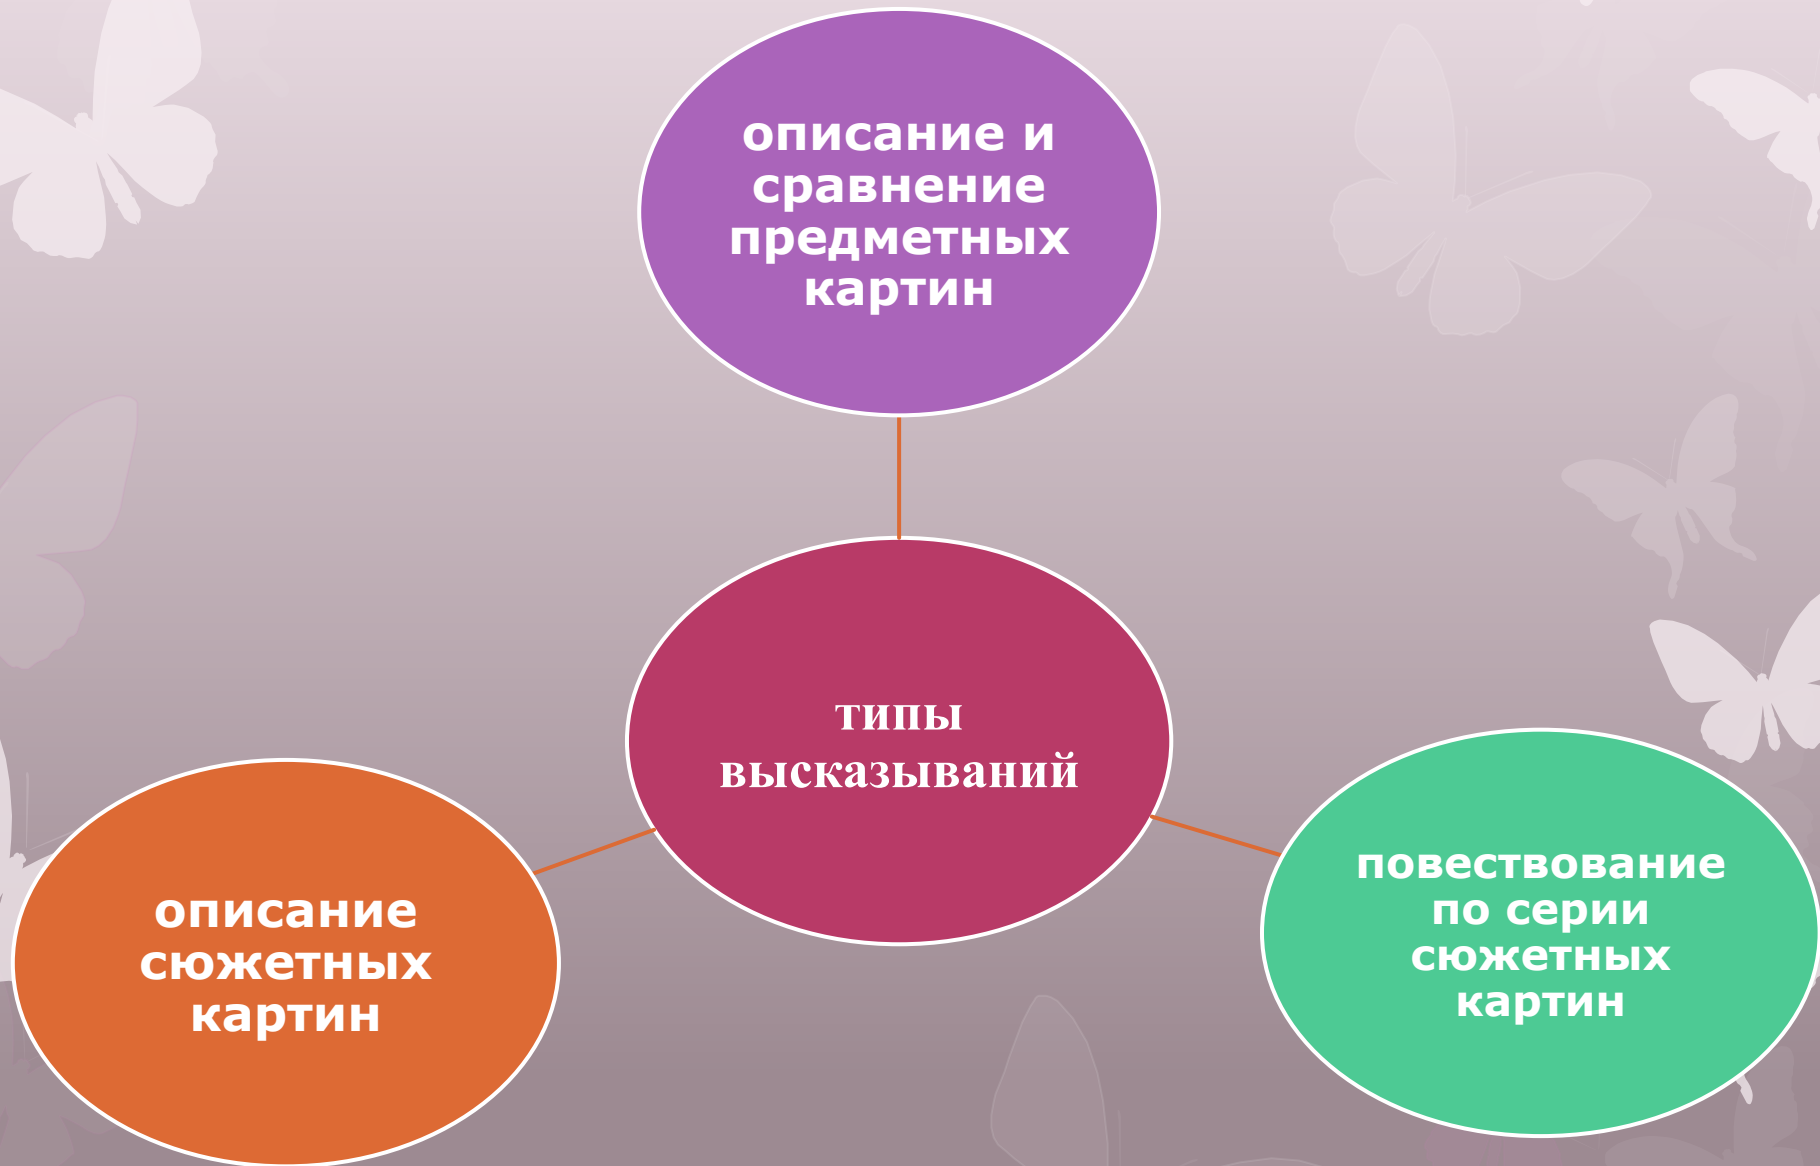 описание и
сравнение
предметных
картин
типы
высказываний
описание
сюжетных
картин
повествование
по серии
сюжетных
картин